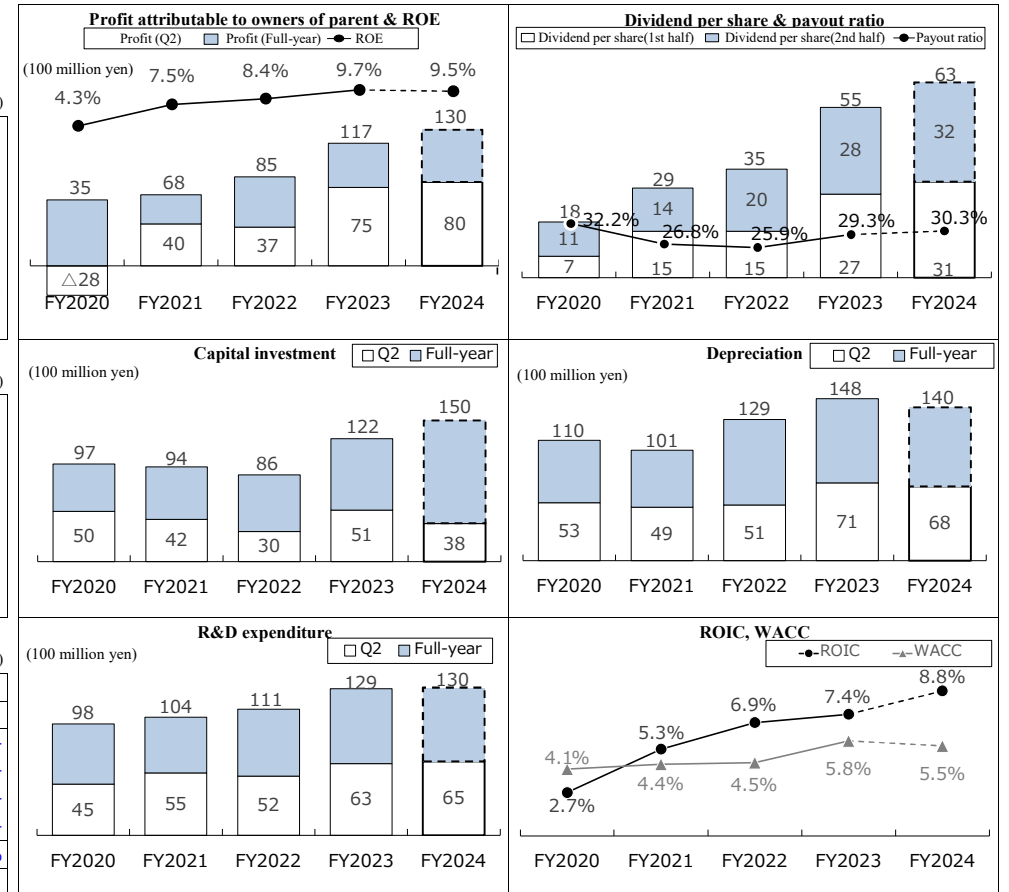 Profit attributable to owners of parent & ROE
Profit (Q2) Profit (Full-year) ROE
(100 million yen)
4.3% 7.5% 8.4% 9.7% 9.5%
35 68 85 117 130
△28 40 37 75 80
FY2020 FY2021 FY2022 FY2023 FY2024
Dividend per share & payout ratio
Dividend per share(1st half) Dividend per share(2nd half) Payout ratio
18 29 35 55 63
11 14 20 28 32
32.2% 26.8% 25.9% 29.3% 30.3%
7 15 15 27 31
FY2020 FY2021 FY2022 FY2023 FY2024
Capital investment
Q2 Full-year
(100 million yen)
97 94 86 122 150
50 42 30 51 38
FY2020 FY2021 FY2022 FY2023 FY2024
Depreciation
Q2 Full-year
(100 million yen)
110 101 129 148 140
53 49 51 71 68
FY2020 FY2021 FY2022 FY2023 FY2024
R&D expenditure
Q2 Full-year
(100 million yen)
98 104 111 129 130
45 55 52 63 65
FY2020 FY2021 FY2022 FY2023 FY2024
ROIC, WACC
ROIC WACC
2.7% 5.3% 6.9% 7.4% 8.8%
4.1% 4.4% 4.5% 5.8% 5.5%
FY2020 FY2021 FY2022 FY2023 FY2024